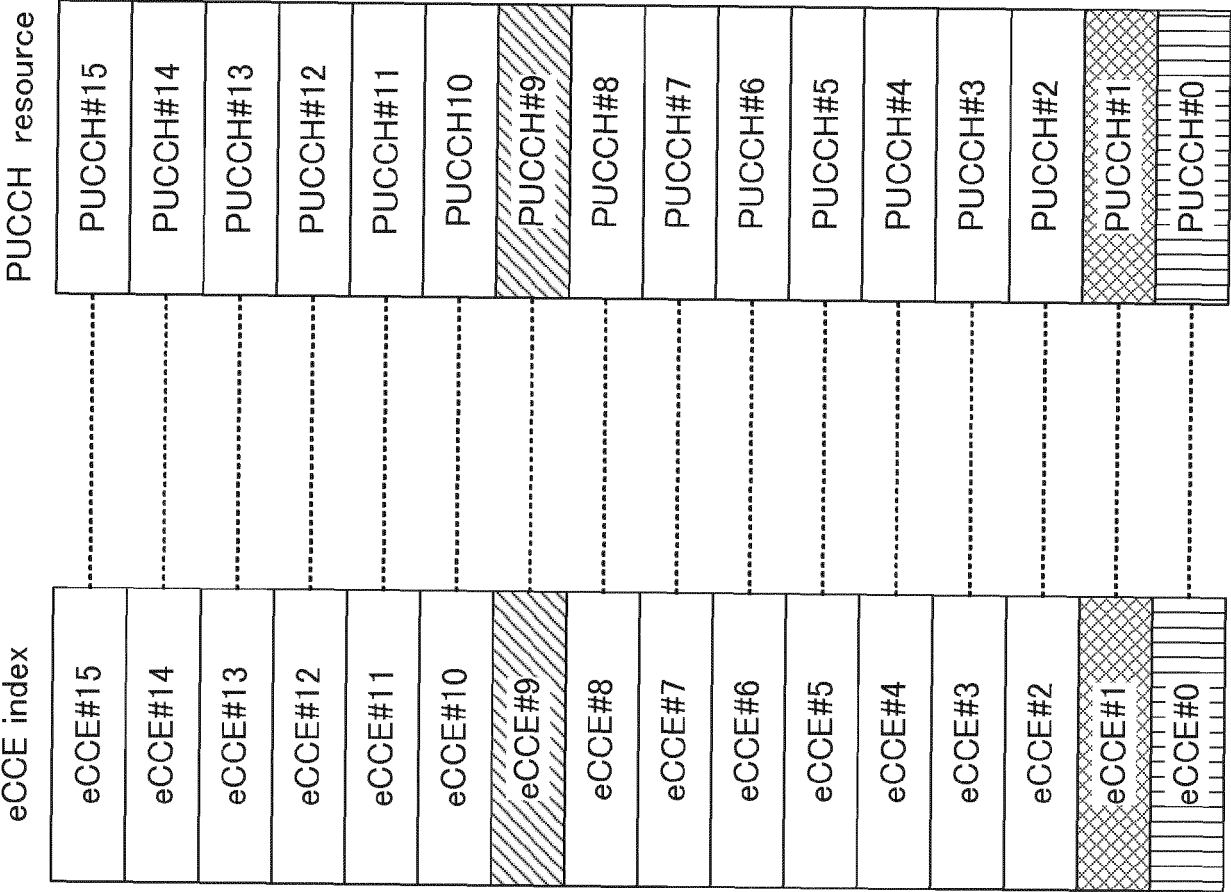 PUCCH resource
PUCCH#15
PUCCH#14
PUCCH#13
PUCCH#12
PUCCH#11
PUCCH10
PUCCH#9
PUCCH#8
PUCCH#7
PUCCH#6
PUCCH#5
PUCCH#4
PUCCH#3
PUCCH#2
PUCCH#1
PUCCH#0
eCCE index
eCCE#15
eCCE#14
eCCE#13
eCCE#12
eCCE#11
eCCE#10
eCCE#9
eCCE#8
eCCE#7
eCCE#6
eCCE#5
eCCE#4
eCCE#3
eCCE#2
eCCE#1
eCCE#0